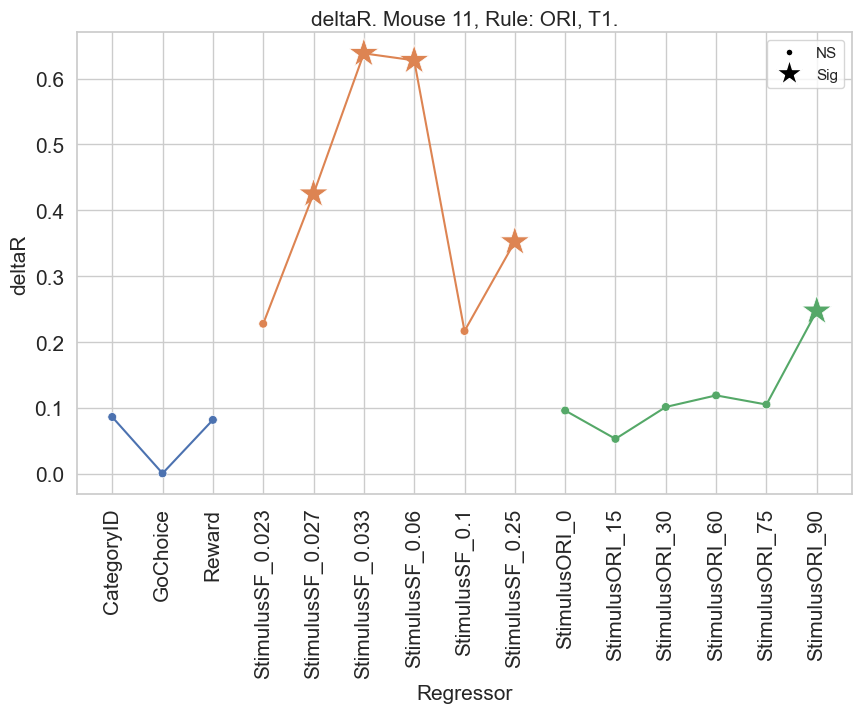 deltaR. Mouse 11, Rule: ORI, T1.
NS
Sig
deltaR
0.6
0.5
0.4
0.3
0.2
0.1
0.0
CategoryID
GoChoice
Reward
StimulusSF_0.023
StimulusSF_0.027
StimulusSF_0.033
StimulusSF_0.06
StimulusSF_0.1
StimulusSF_0.25
StimulusORI_0
StimulusORI_15
StimulusORI_30
StimulusORI_60
StimulusORI_75
StimulusORI_90
Regressor